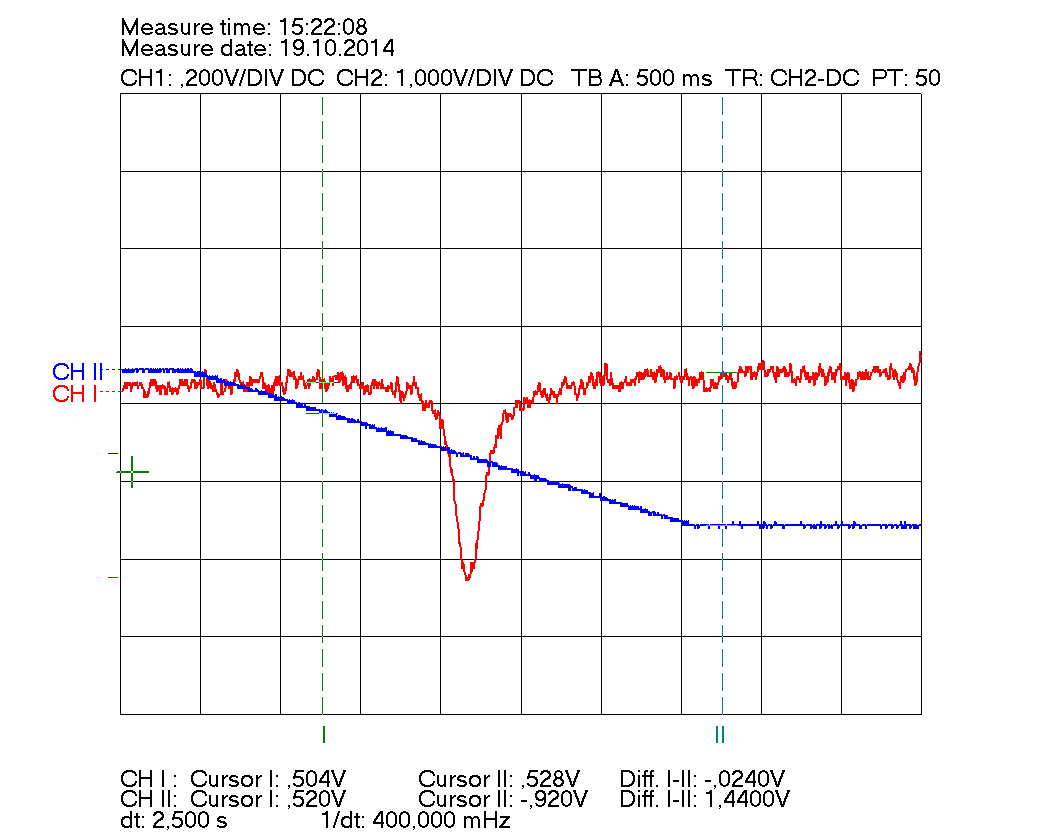 Measure time: 15:22:08
Measure date: 19.10.2014
CH1: ,200V/DIV DC CH2: 1,000V/DIV DC TB A: 500 ms TR: CH2-DC PT: 50
CH II
CH I
I II
CH I : Cursor I: ,504V Cursor II: ,528V Diff. I-II: -,0240V
CH II: Cursor I: ,520V Cursor II: -,920V Diff. I-II: 1,4400V
dt: 2,500 s 1/dt: 400,000 mHz